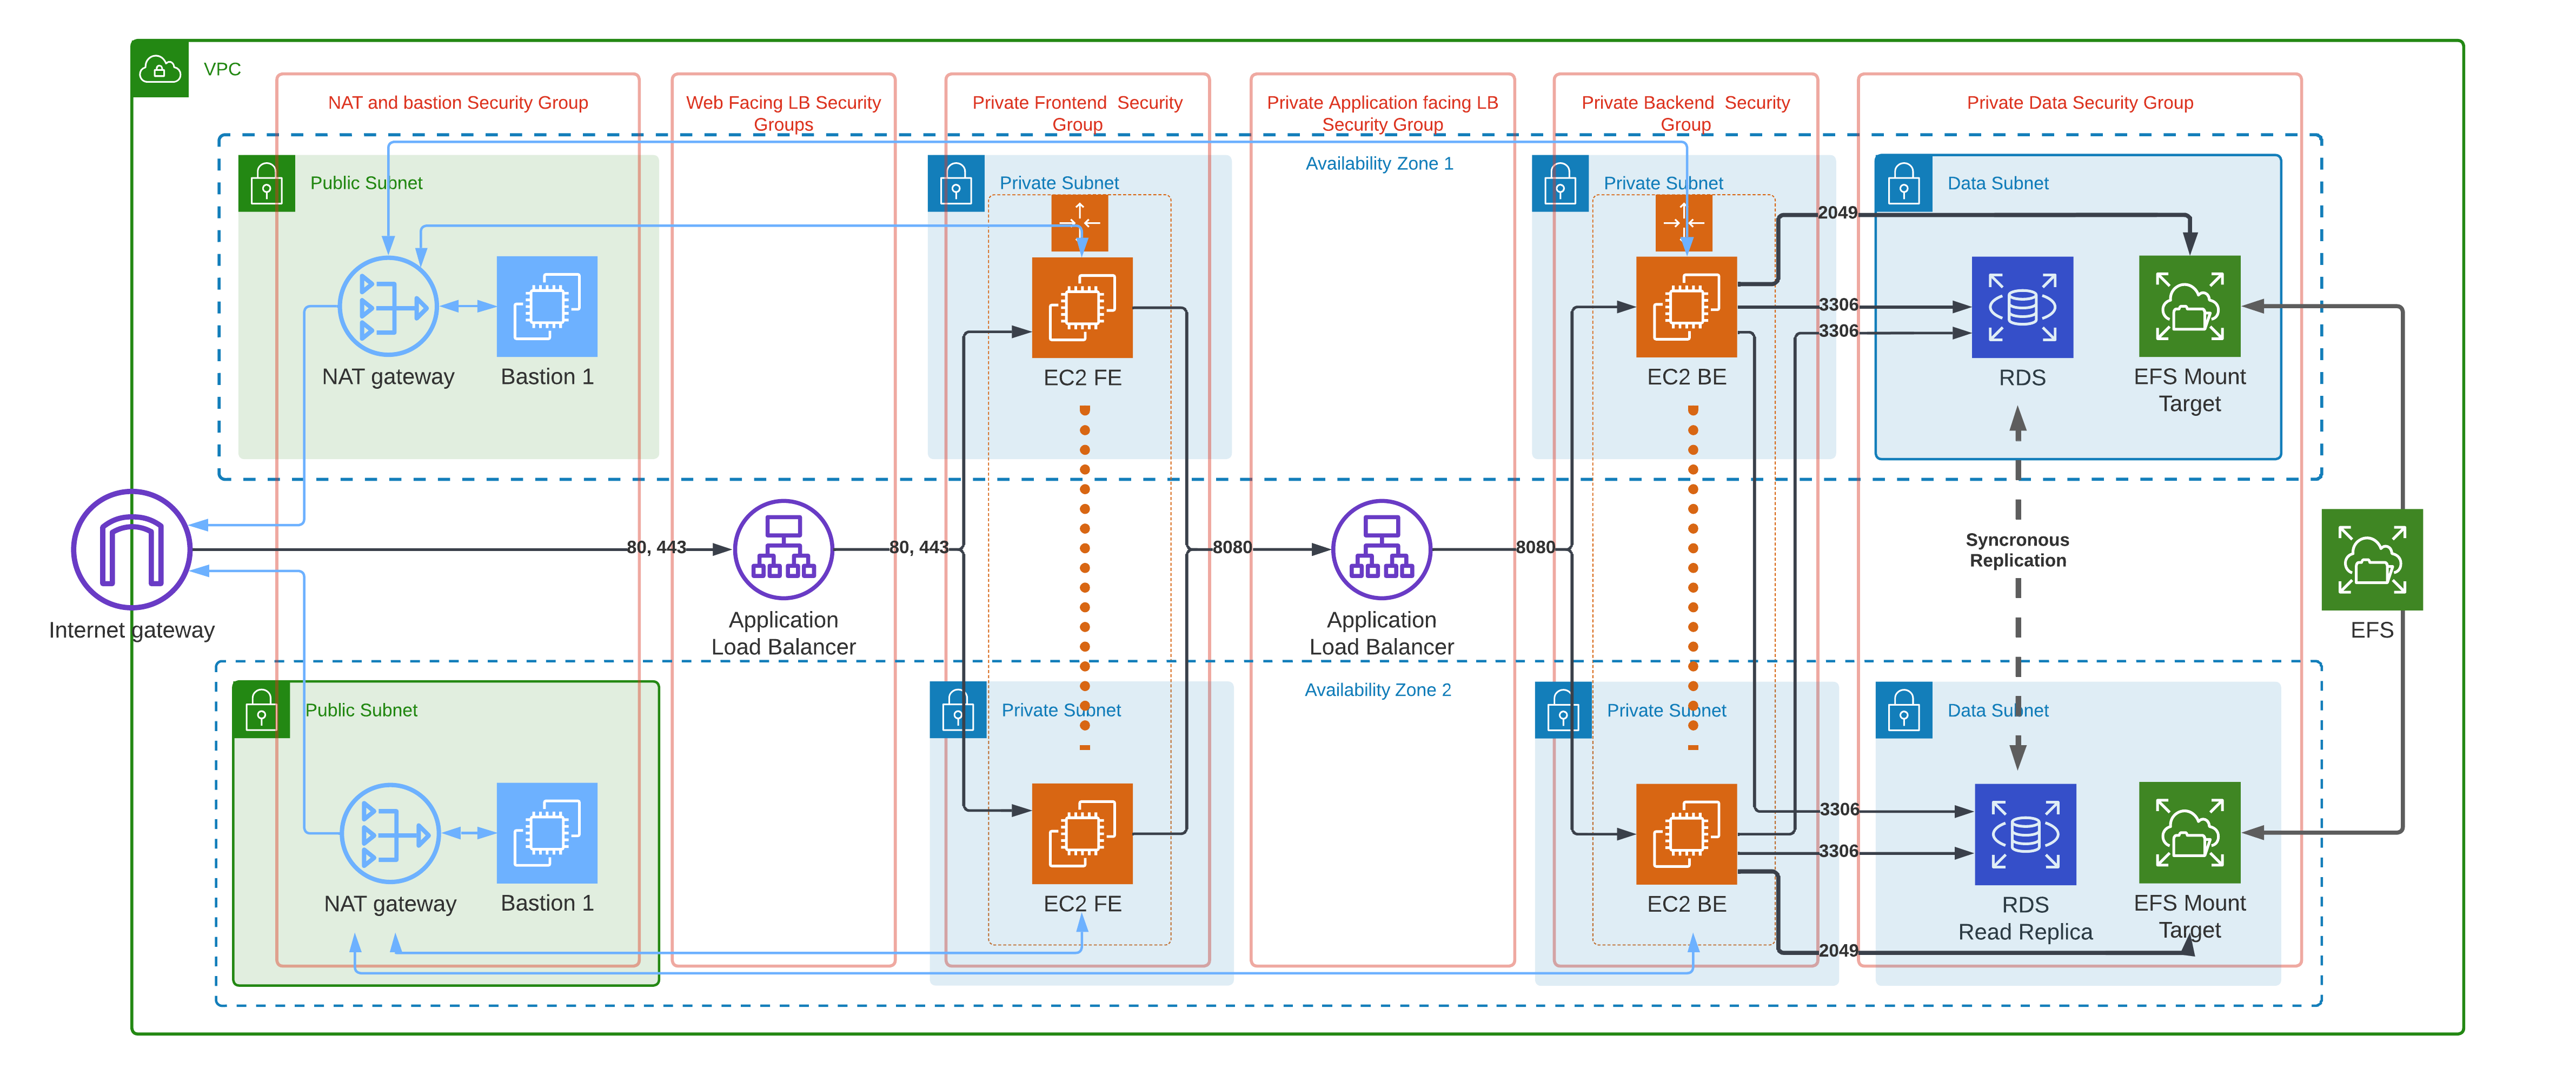 VPC
NAT and bastion Security Group
Web Facing LB Security
Groups
Private Frontend  Security
Group
Private Application facing LB
Security Group
Private Backend  Security
Group
Private Data Security Group
Availability Zone 1
Public Subnet
Private Subnet
Private Subnet
Data Subnet
2049
3306
3306
NAT gateway
Bastion 1
EC2 FE
EC2 BE
RDS
EFS Mount
Target
80, 443
80, 443
8080
8080
Syncronous
Replication
Internet gateway
Application
Load Balancer
Application
Load Balancer
EFS
Availability Zone 2
Public Subnet
Private Subnet
Private Subnet
Data Subnet
3306
3306
NAT gateway
Bastion 1
EC2 FE
EC2 BE
RDS
Read Replica
EFS Mount
Target
2049